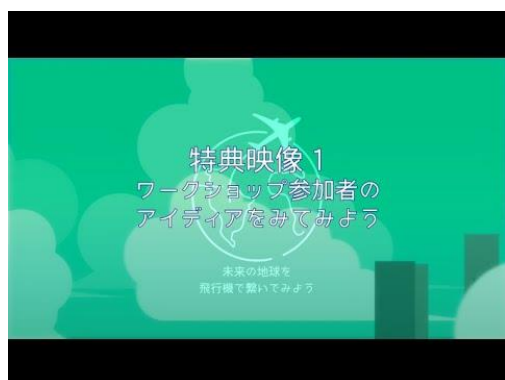 特典映像1
ワークショップ参加者の
アイディアをみてみよう
未来の地球を
飛行機で繋いでみよう